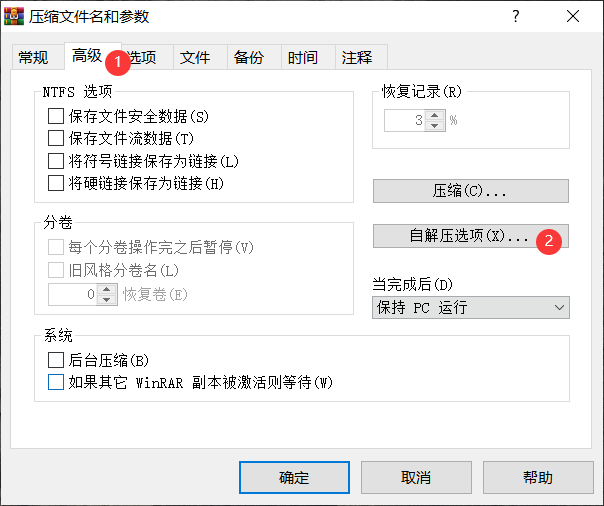 压缩文件名和参数
?
常规 高级 选项 文件 备份 时间 注释
1
NTFS 选项
保存文件安全数据(S)
保存文件流数据(T)
将符号链接保存为链接(L)
将硬链接保存为链接(H)
恢复记录(R)
3 %
压缩(C)...
自解压选项(X)...
2
分卷
每个分卷操作完之后暂停(V)
旧风格分卷名(L)
0 恢复卷(E)
当完成后(D)
保持 PC 运行
系统
后台压缩(B)
如果其它 WinRAR 副本被激活则等待(W)
确定 取消 帮助